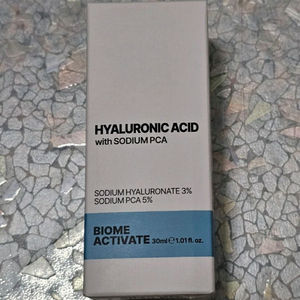 HYALURONIC ACID
with SODIUM PCA
SODIUM HYALURONATE 3%
SODIUM PCA 5%
BIOME
ACTIVATE 30ml ℮ 1.01 fl. oz.